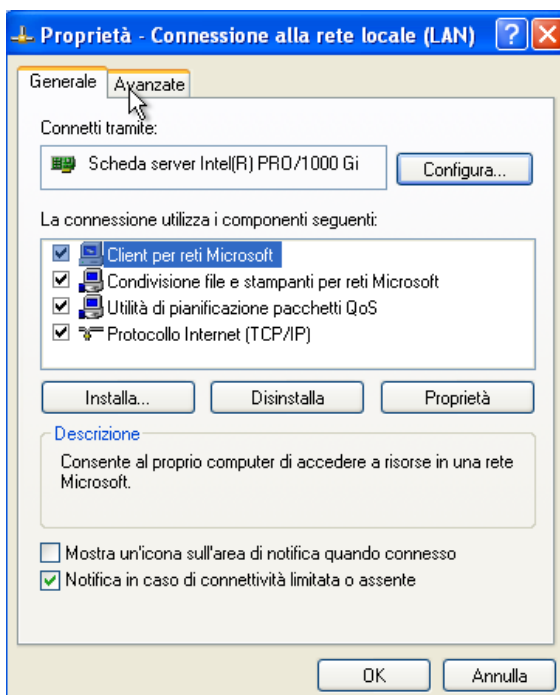 Proprietà - Connessione alla rete locale (LAN)
Generale
Avanzate
Connetti tramite:
Scheda server Intel(R) PRO/1000 Gi
Configura...
La connessione utilizza i componenti seguenti:
Client per reti Microsoft
Condivisione file e stampanti per reti Microsoft
Utilità di pianificazione pacchetti QoS
Protocollo Internet (TCP/IP)
Installa...
Disinstalla
Proprietà
Descrizione
Consente al proprio computer di accedere a risorse in una rete
Microsoft.
Mostra un'icona sull'area di notifica quando connesso
Notifica in caso di connettività limitata o assente
OK
Annulla